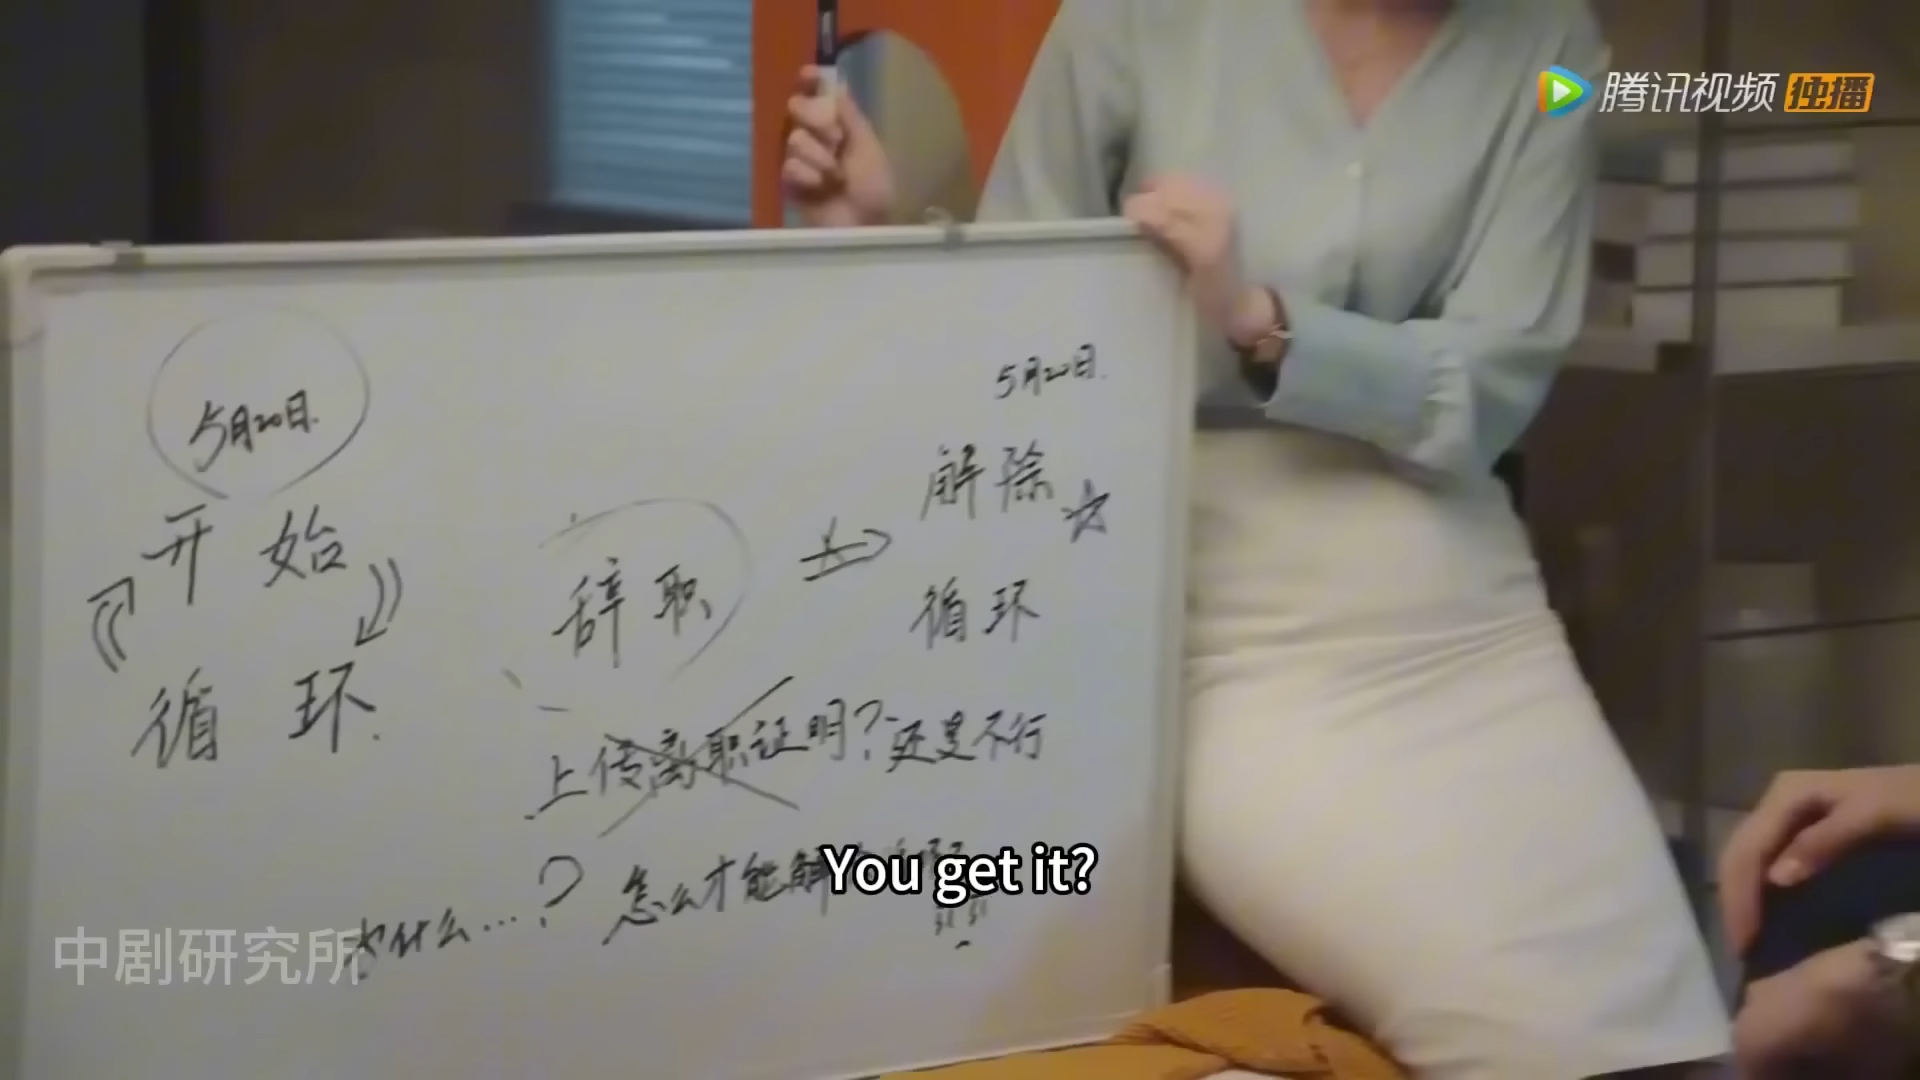 腾讯视频 独播
5月20日.
开始
循环.
辞职
5月20日.
解除
循环
上传离职证明?还是不行
为什么...?
怎么才能解
You get it?
中剧研究所